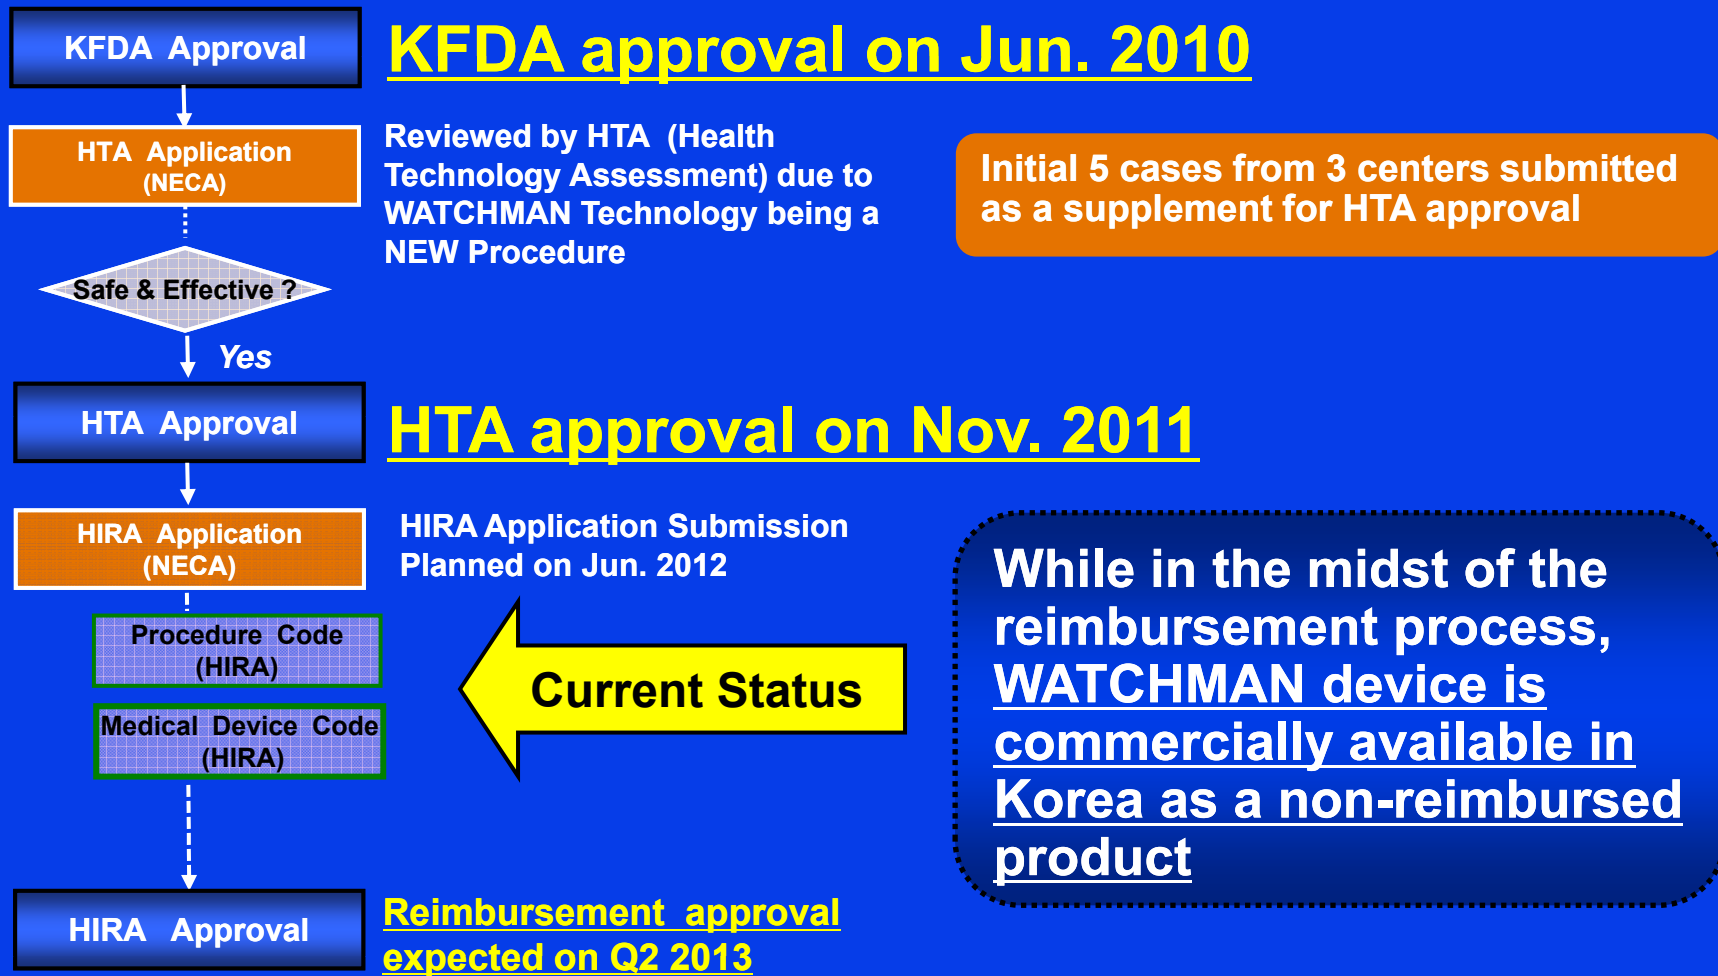 KFDA Approval
KFDA approval on Jun. 2010
HTA Application
(NECA)
Reviewed by HTA (Health
Technology Assessment) due to
WATCHMAN Technology being a
NEW Procedure
Initial 5 cases from 3 centers submitted
as a supplement for HTA approval
Safe & Effective ?
Yes
HTA Approval
HTA approval on Nov. 2011
HIRA Application
(NECA)
HIRA Application Submission
Planned on Jun. 2012
Procedure Code
(HIRA)
Medical Device Code
(HIRA)
Current Status
While in the midst of the
reimbursement process,
WATCHMAN device is
commercially available in
Korea as a non-reimbursed
product
HIRA Approval
Reimbursement approval
expected on Q2 2013